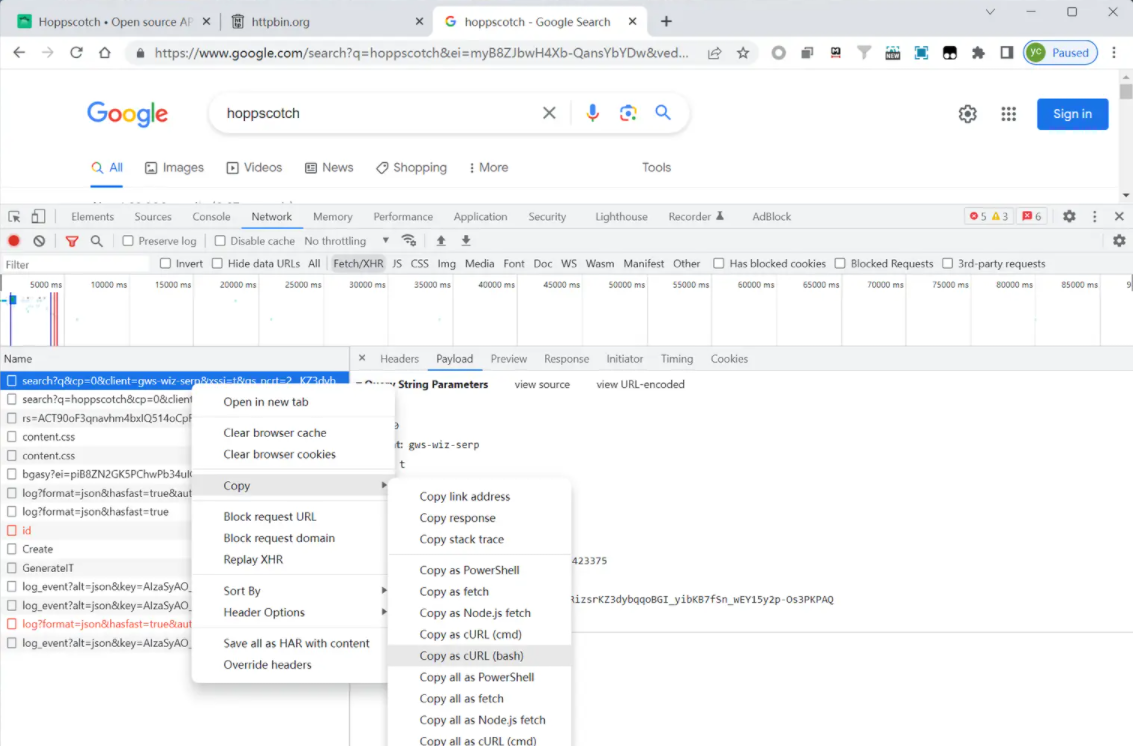 Hoppscotch • Open source AP
httpbin.org
hoppscotch - Google Search
https://www.google.com/search?q=hoppscotch&ei=myB8ZJbwH4Xb-QansYbYDw&ved...
NEW
yc Paused
Google
hoppscotch
Sign in
All Images Videos News Shopping More Tools
Elements Sources Console Network Memory Performance Application Security Lighthouse Recorder AdBlock 5 3 6
Preserve log Disable cache No throttling
Filter Invert Hide data URLs All Fetch/XHR JS CSS Img Media Font Doc WS Wasm Manifest Other Has blocked cookies Blocked Requests 3rd-party requests
5000 ms 10000 ms 15000 ms 20000 ms 25000 ms 30000 ms 35000 ms 40000 ms 45000 ms 50000 ms 55000 ms 60000 ms 65000 ms 70000 ms 75000 ms 80000 ms 85000 ms 9
Name
Headers Payload Preview Response Initiator Timing Cookies
search?q&cp=0&client=gws-wiz-serp&xssi=t&gs_pcrt=2...KZ3dyb
Query String Parameters view source view URL-encoded
search?q=hoppscotch&cp=0&client
rs=ACT90oF3qnavhm4bxIQ514oCpF
content.css
content.css
bgasy?ei=piB8ZN2GK5PChwPb34uI
log?format=json&hasfast=true&aut
log?format=json&hasfast=true
id
Create
GenerateIT
log_event?alt=json&key=AIzaSyAO_
log_event?alt=json&key=AIzaSyAO_
log?format=json&hasfast=true&aut
log_event?alt=json&key=AIzaSyAO_
Open in new tab
Clear browser cache
Clear browser cookies
Copy
Block request URL
Block request domain
Replay XHR
Sort By
Header Options
Save all as HAR with content
Override headers
Copy link address
Copy response
Copy stack trace
Copy as PowerShell
Copy as fetch
Copy as Node.js fetch
Copy as cURL (cmd)
Copy as cURL (bash)
Copy all as PowerShell
Copy all as fetch
Copy all as Node.js fetch
Copy all as cURL (cmd)
0
t: gws-wiz-serp
t
423375
RizsrKZ3dybqqoBGI_yibKB7fSn_wEY15y2p-Os3PKPAQ